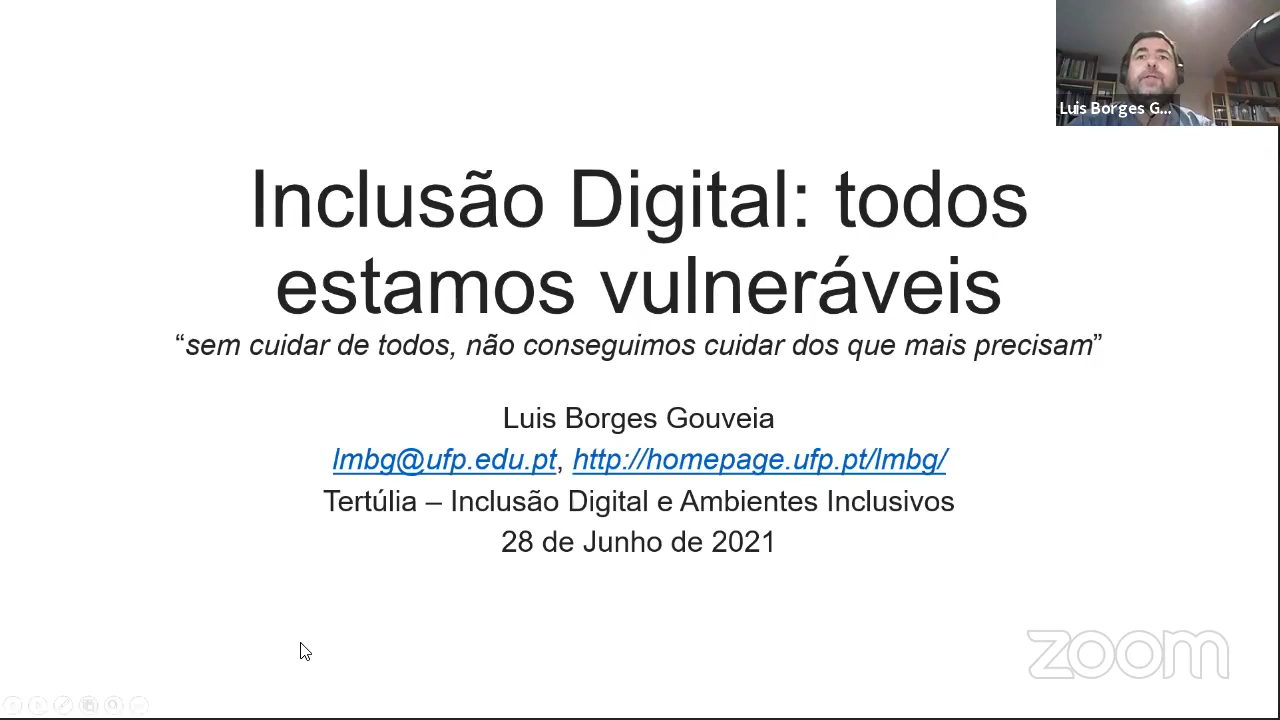 Luis Borges G...
Inclusão Digital: todos
estamos vulneráveis
“sem cuidar de todos, não conseguimos cuidar dos que mais precisam”
Luis Borges Gouveia
lmbg@ufp.edu.pt, http://homepage.ufp.pt/lmbg/
Tertúlia – Inclusão Digital e Ambientes Inclusivos
28 de Junho de 2021
zoom